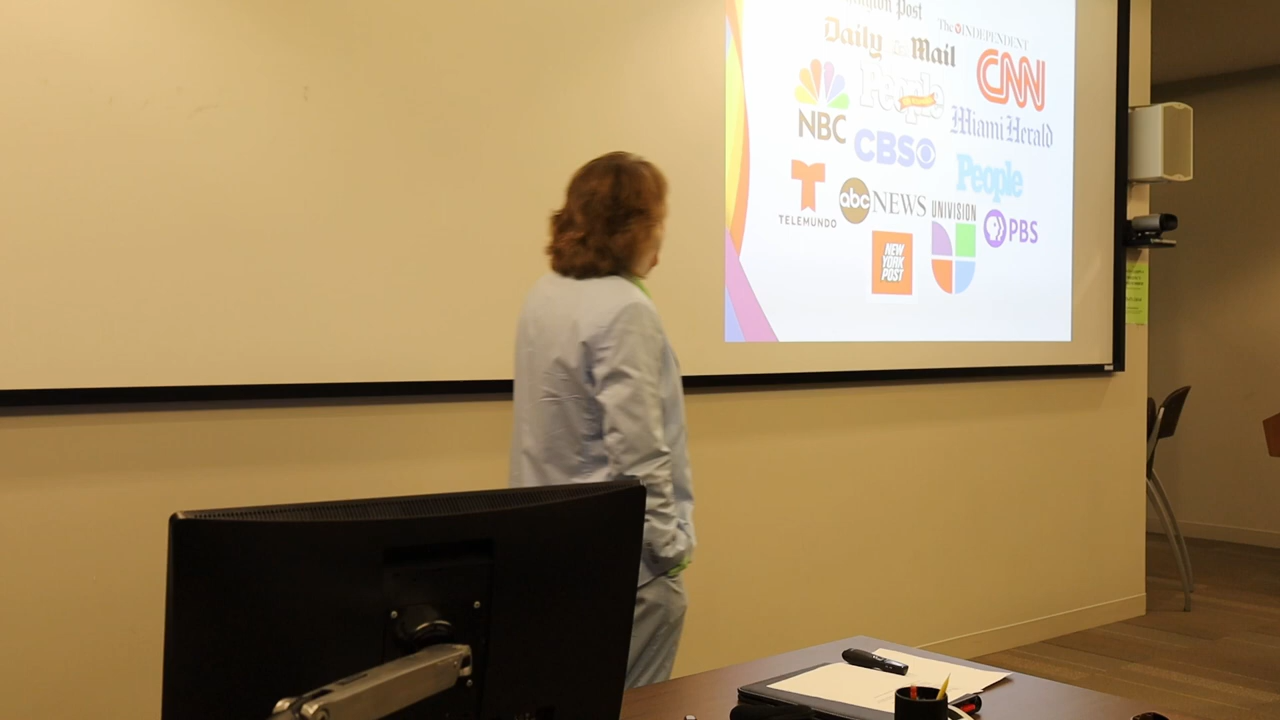 Post
The INDEPENDENT
Daily Mail
CNN
People
NBC
Miami Herald
CBS
People
TELEMUNDO
abc NEWS
UNIVISION
PBS
NEW
YORK
POST